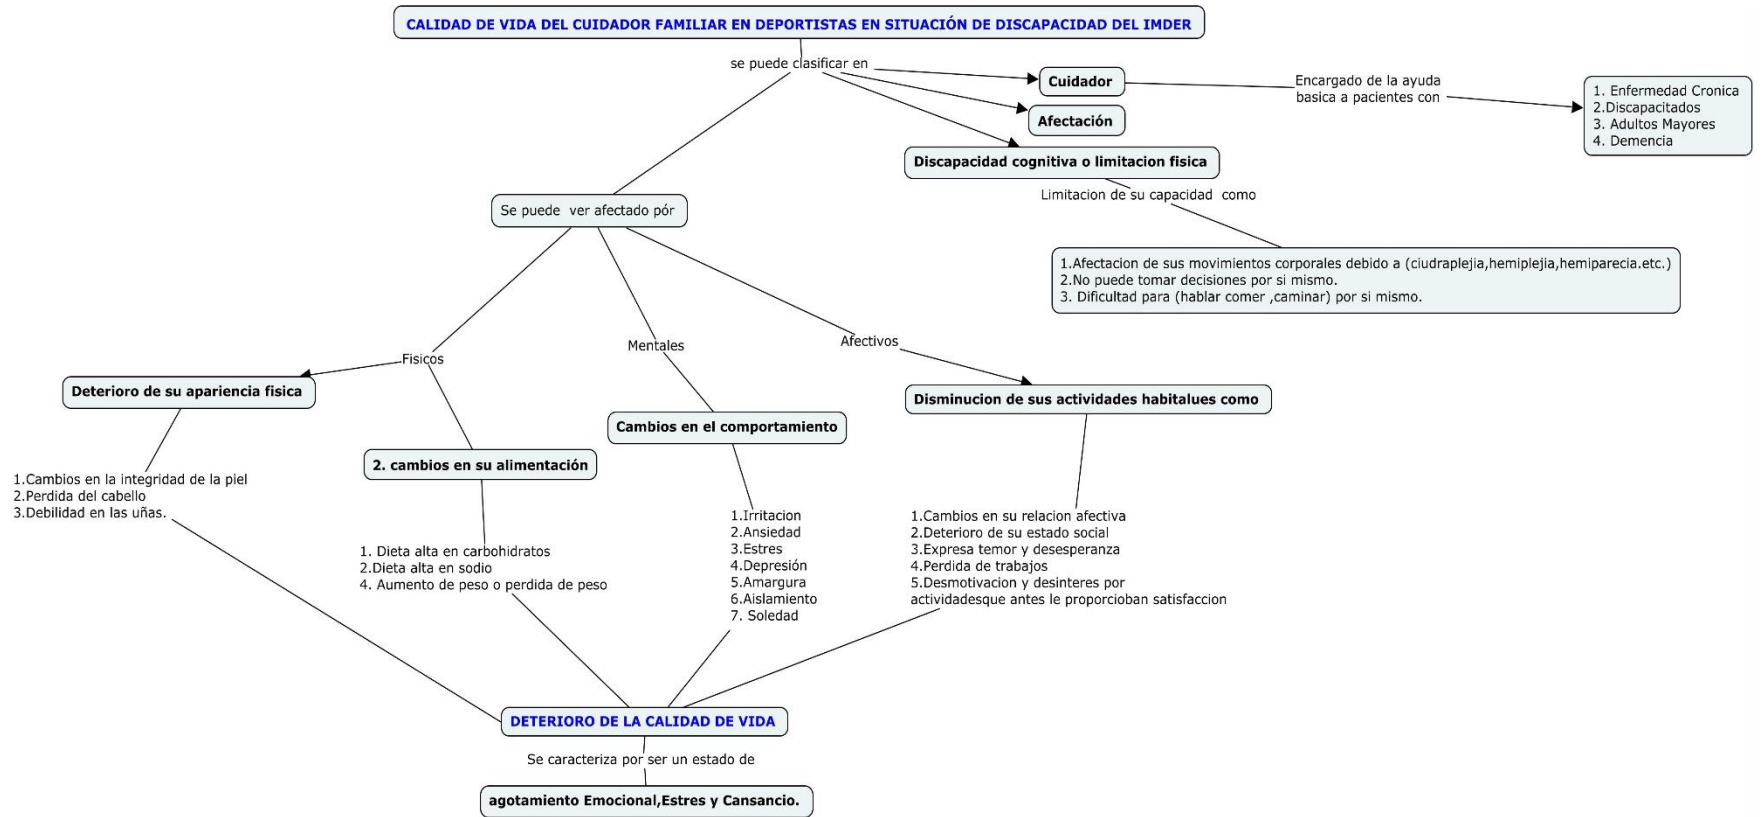 CALIDAD DE VIDA DEL CUIDADOR FAMILIAR EN DEPORTISTAS EN SITUACIÓN DE DISCAPACIDAD DEL IMDER
se puede clasificar en
Cuidador
Encargado de la ayuda
basica a pacientes con
1. Enfermedad Cronica
2.Discapacitados
3. Adultos Mayores
4. Demencia
Afectación
Discapacidad cognitiva o limitacion fisica
Limitacion de su capacidad como
1.Afectacion de sus movimientos corporales debido a (ciudraplejia,hemiplejia,hemiparecia.etc.)
2.No puede tomar decisiones por si mismo.
3. Dificultad para (hablar comer ,caminar) por si mismo.
Se puede ver afectado pór
Fisicos
Mentales
Afectivos
Deterioro de su apariencia fisica
1.Cambios en la integridad de la piel
2.Perdida del cabello
3.Debilidad en las uñas.
2. cambios en su alimentación
1. Dieta alta en carbohidratos
2.Dieta alta en sodio
4. Aumento de peso o perdida de peso
Cambios en el comportamiento
1.Irritacion
2.Ansiedad
3.Estres
4.Depresión
5.Amargura
6.Aislamiento
7. Soledad
Disminucion de sus actividades habitalues como
1.Cambios en su relacion afectiva
2.Deterioro de su estado social
3.Expresa temor y desesperanza
4.Perdida de trabajos
5.Desmotivacion y desinteres por
actividadesque antes le proporcioban satisfaccion
DETERIORO DE LA CALIDAD DE VIDA
Se caracteriza por ser un estado de
agotamiento Emocional,Estres y Cansancio.